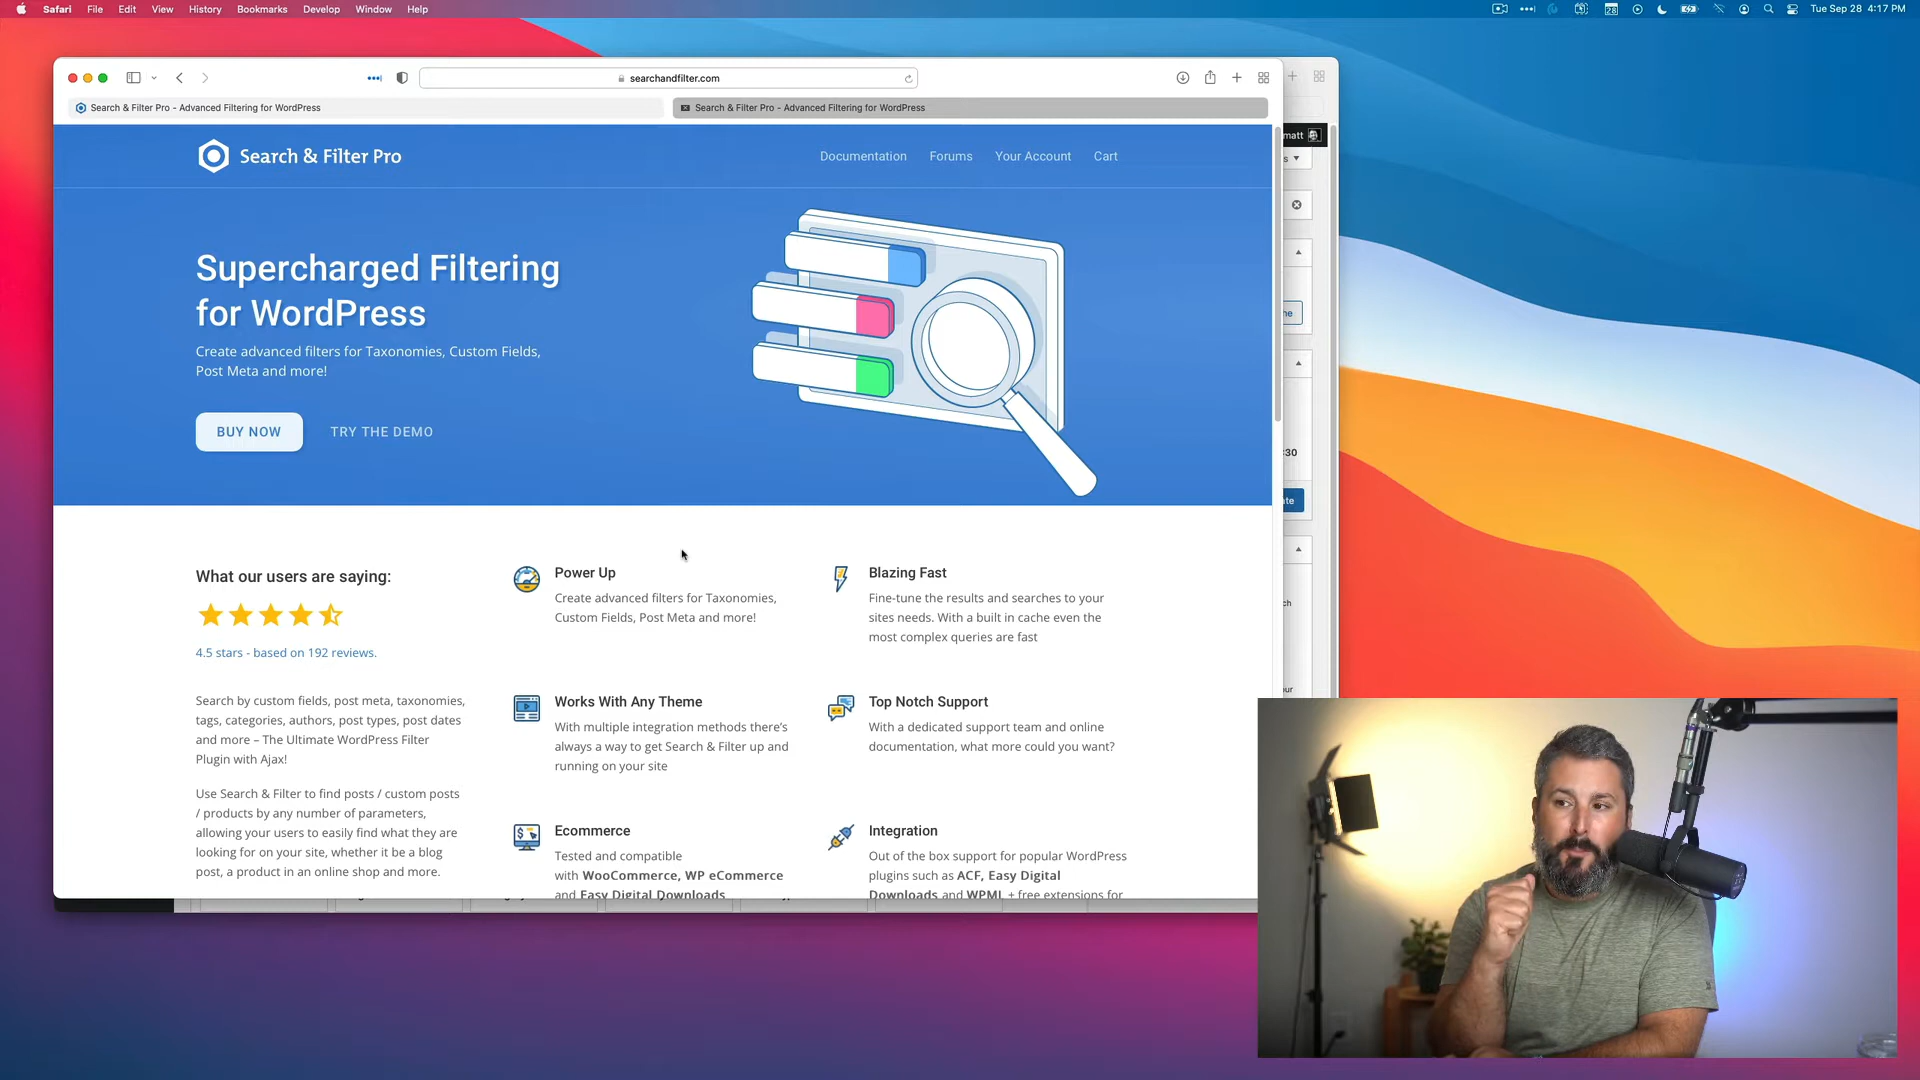 Safari File Edit View History Bookmarks Develop Window Help
28
Tue Sep 28 4:17 PM
searchandfilter.com
Search & Filter Pro - Advanced Filtering for WordPress
Search & Filter Pro - Advanced Filtering for WordPress
matt
Search & Filter Pro
Documentation Forums Your Account Cart
Supercharged Filtering
for WordPress
Create advanced filters for Taxonomies, Custom Fields,
Post Meta and more!
BUY NOW
TRY THE DEMO
What our users are saying:
4.5 stars - based on 192 reviews.
Search by custom fields, post meta, taxonomies,
tags, categories, authors, post types, post dates
and more – The Ultimate WordPress Filter
Plugin with Ajax!
Use Search & Filter to find posts / custom posts
/ products by any number of parameters,
allowing your users to easily find what they are
looking for on your site, whether it be a blog
post, a product in an online shop and more.
Power Up
Create advanced filters for Taxonomies,
Custom Fields, Post Meta and more!
Blazing Fast
Fine-tune the results and searches to your
sites needs. With a built in cache even the
most complex queries are fast
Works With Any Theme
With multiple integration methods there's
always a way to get Search & Filter up and
running on your site
Top Notch Support
With a dedicated support team and online
documentation, what more could you want?
Ecommerce
Tested and compatible
with WooCommerce, WP eCommerce
and Easy Digital Downloads
Integration
Out of the box support for popular WordPress
plugins such as ACF, Easy Digital
Downloads and WPML + free extensions for